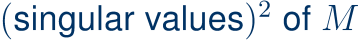 (singular values)² of M